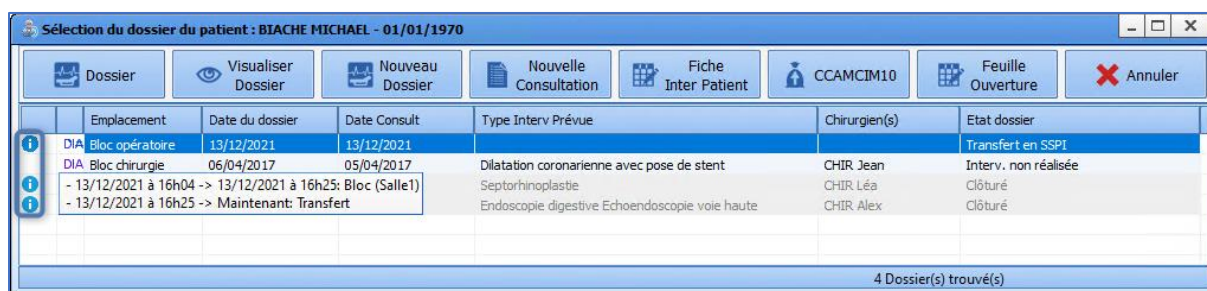 Sélection du dossier du patient : BIACHE MICHAEL - 01/01/1970
Dossier
Visualiser
Dossier
Nouveau
Dossier
Nouvelle
Consultation
Fiche
Inter Patient
CCAMCIM10
Feuille
Ouverture
Annuler
Emplacement Date du dossier Date Consult Type Interv Prévue Chirurgien(s) Etat dossier
DIA Bloc opératoire 13/12/2021 13/12/2021 Transfert en SSPI
DIA Bloc chirurgie 06/04/2017 05/04/2017 Dilatation coronarienne avec pose de stent CHIR Jean Interv. non réalisée
- 13/12/2021 à 16h04 -> 13/12/2021 à 16h25: Bloc (Salle1) Septorhinoplastie CHIR Léa Clôturé
- 13/12/2021 à 16h25 -> Maintenant: Transfert Endoscopie digestive Echoendoscopie voie haute CHIR Alex Clôturé
4 Dossier(s) trouvé(s)